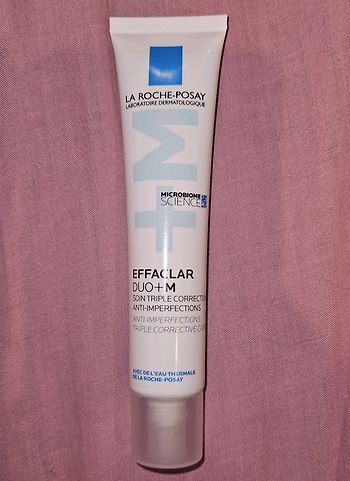 LA ROCHE-POSAY
LABORATOIRE DERMATOLOGIQUE
+M
MICROBIOME
SCIENCE
EFFACLAR
DUO+M
SOIN TRIPLE CORRECTION
ANTI-IMPERFECTIONS
ANTI-IMPERFECTIONS
TRIPLE CORRECTIVE CARE
AVEC DE L'EAU THERMALE
DE LA ROCHE-POSAY